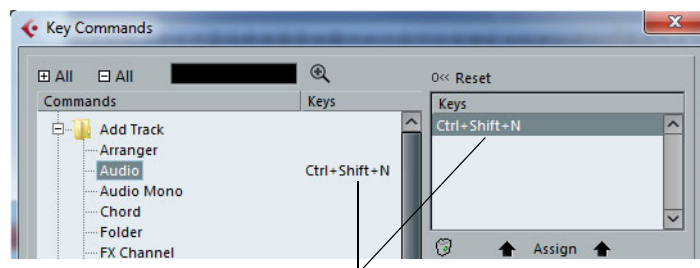 Key Commands
All All
0<< Reset
Commands Keys
Add Track
Arranger
Audio Ctrl+Shift+N
Audio Mono
Chord
Folder
FX Channel
Keys
Ctrl+Shift+N
Assign